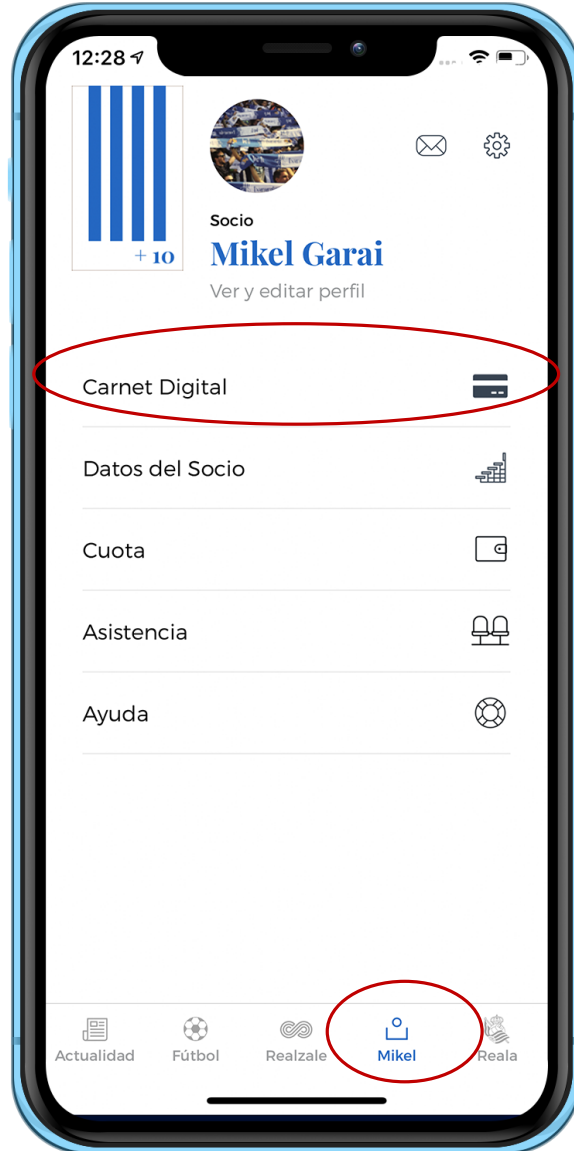 12:28
+ 10
Socio
Mikel Garai
Ver y editar perfil
Carnet Digital
Datos del Socio
Cuota
Asistencia
Ayuda
Actualidad
Fútbol
Realzale
Mikel
Reala